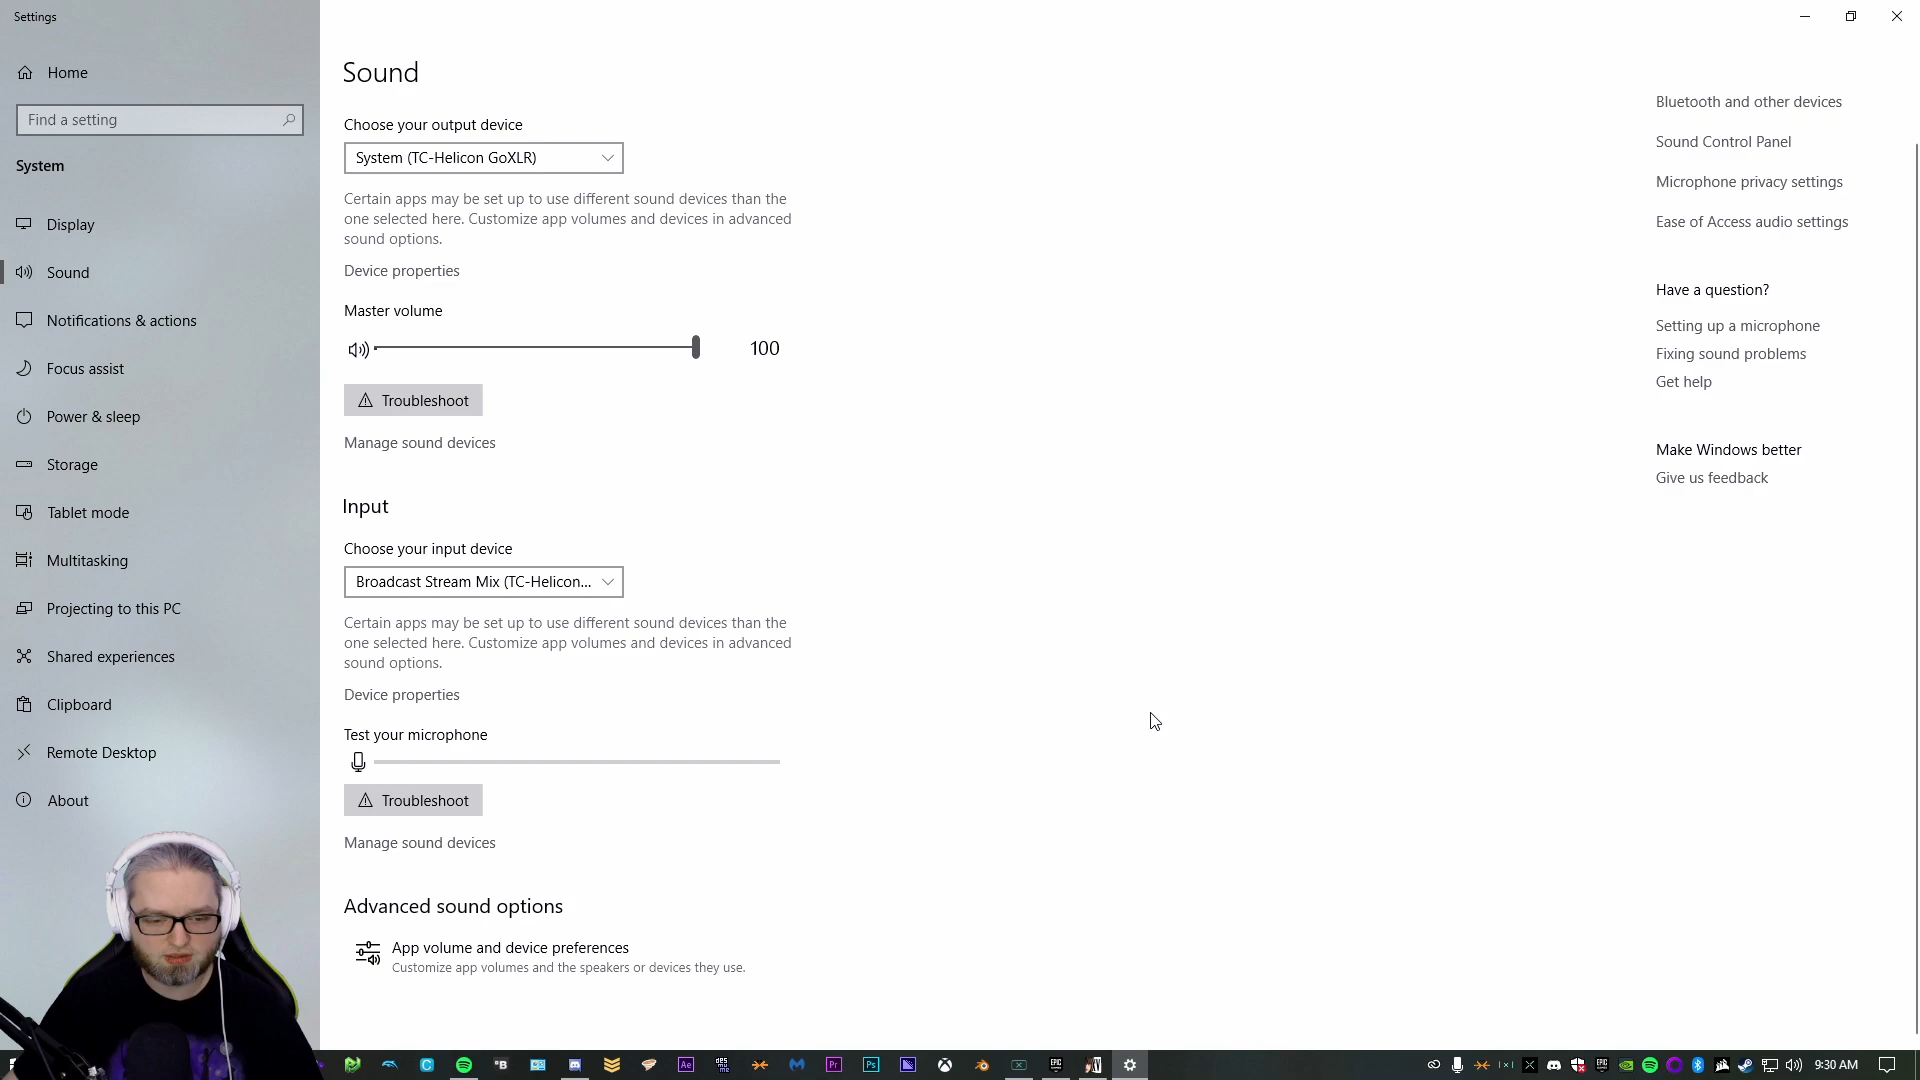 Settings
Home
Find a setting
System
Display
Sound
Notifications & actions
Focus assist
Power & sleep
Storage
Tablet mode
Multitasking
Projecting to this PC
Shared experiences
Clipboard
Remote Desktop
About
Sound
Choose your output device
System (TC-Helicon GoXLR)
Certain apps may be set up to use different sound devices than the
one selected here. Customize app volumes and devices in advanced
sound options.
Device properties
Master volume
100
Troubleshoot
Manage sound devices
Input
Choose your input device
Broadcast Stream Mix (TC-Helicon...
Certain apps may be set up to use different sound devices than the
one selected here. Customize app volumes and devices in advanced
sound options.
Device properties
Test your microphone
Troubleshoot
Manage sound devices
Advanced sound options
App volume and device preferences
Customize app volumes and the speakers or devices they use.
Bluetooth and other devices
Sound Control Panel
Microphone privacy settings
Ease of Access audio settings
Have a question?
Setting up a microphone
Fixing sound problems
Get help
Make Windows better
Give us feedback
Ae
Pr
Ps
EPIC
9:30 AM